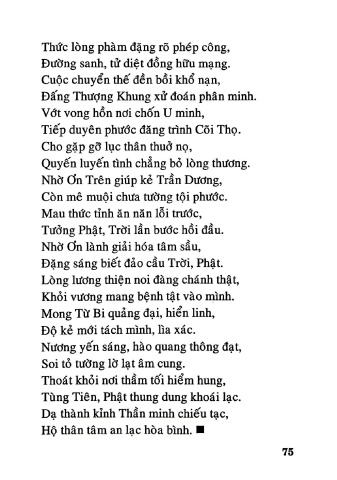 Thức lòng phàm đặng rõ phép công,
Đường sanh, tử diệt đồng hữu mạng.
Cuộc chuyển thế đền bồi khổ nạn,
Đấng Thượng Khung xử đoán phân minh.
Vớt vong hồn nơi chốn U minh,
Tiếp duyên phước đăng trình Cõi Thọ.
Cho gặp gỡ lục thân thuở nọ,
Quyến luyến tình chẳng bỏ lòng thương.
Nhờ Ơn Trên giúp kẻ Trần Dương,
Còn mê muội chưa tường tội phước.
Mau thức tỉnh ăn năn lỗi trước,
Tưởng Phật, Trời lần bước hồi đầu.
Nhờ Ơn lành giải hóa tâm sầu,
Đặng sáng biết đảo cầu Trời, Phật.
Lòng lương thiện noi đàng chánh thật,
Khỏi vương mang bệnh tật vào mình.
Mong Từ Bi quảng đại, hiển linh,
Độ kẻ mới tách mình, lìa xác.
Nương yến sáng, hào quang thông đạt,
Soi tỏ tường lờ lạt âm cung.
Thoát khỏi nơi thầm tối hiểm hung,
Tùng Tiên, Phật thung dung khoái lạc.
Dạ thành kỉnh Thần minh chiếu tạc,
Hộ thân tâm an lạc hòa bình. ■
75